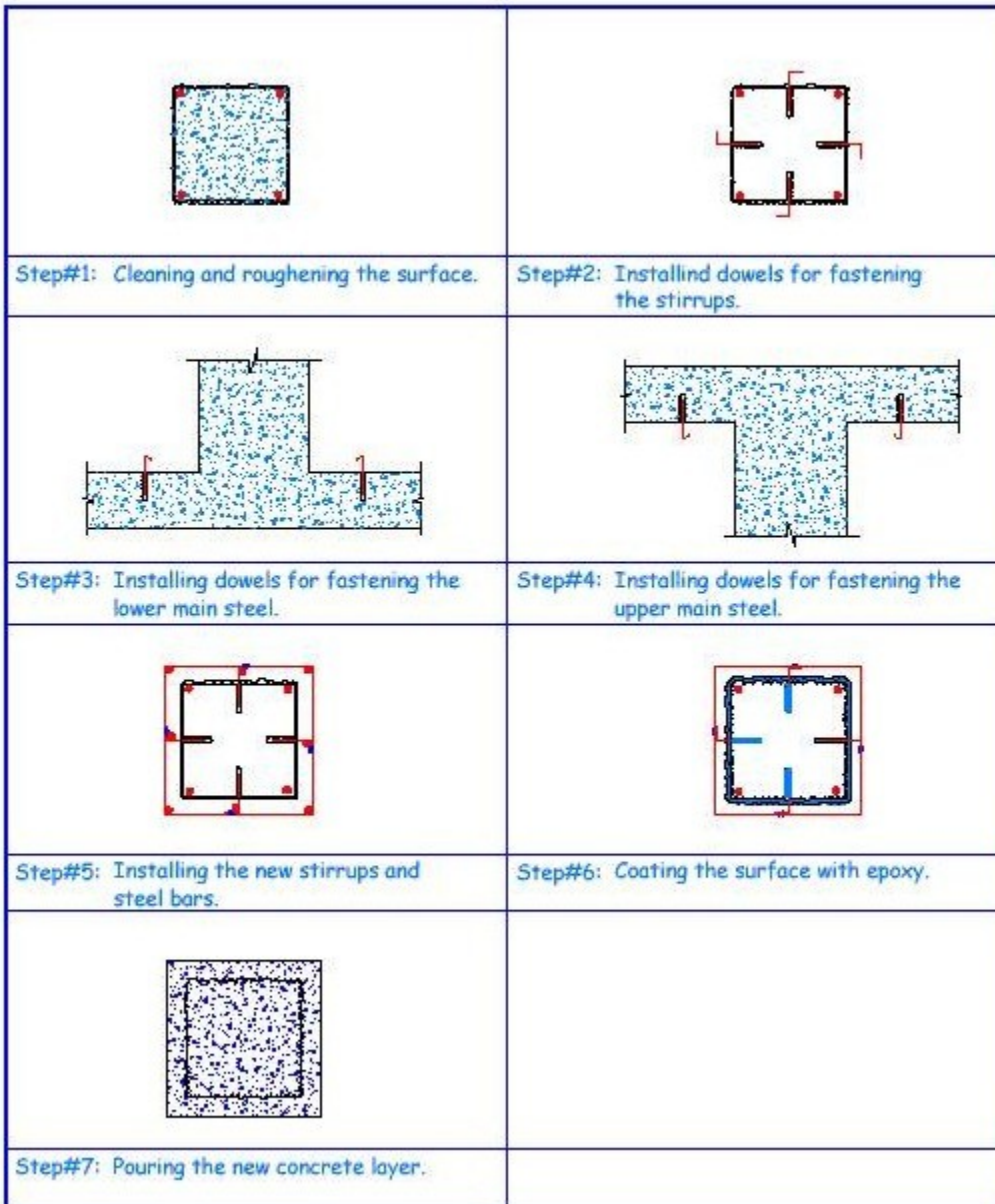 Step#1: Cleaning and roughening the surface.
Step#2: Installind dowels for fastening
the stirrups.
Step#3: Installing dowels for fastening the
lower main steel.
Step#4: Installing dowels for fastening the
upper main steel.
Step#5: Installing the new stirrups and
steel bars.
Step#6: Coating the surface with epoxy.
Step#7: Pouring the new concrete layer.